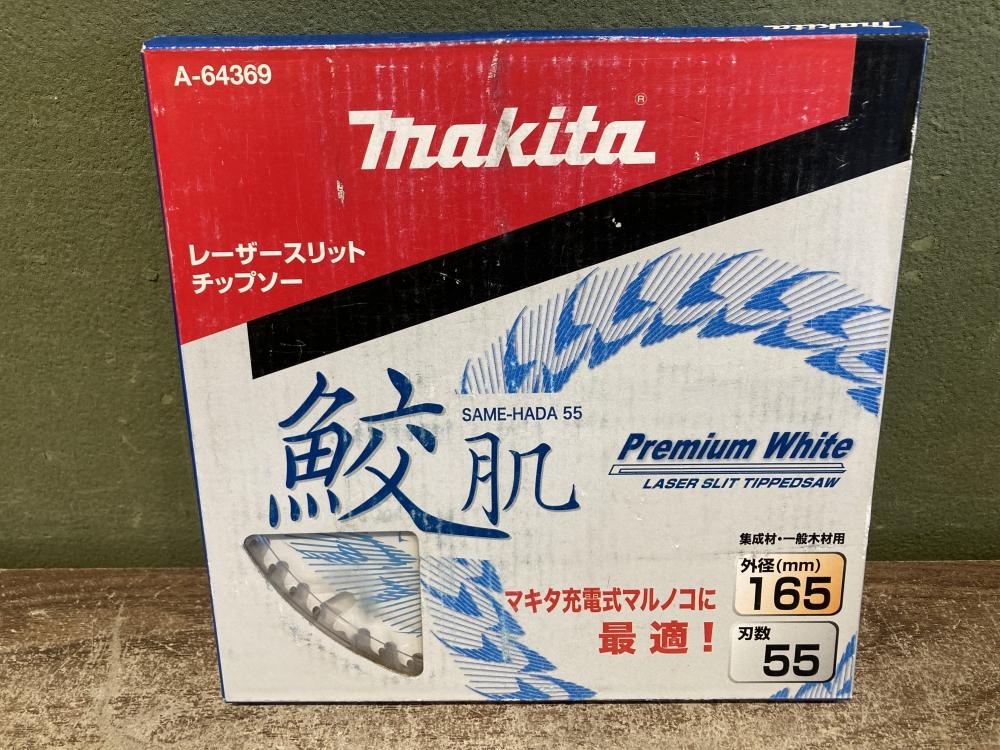 makita
A-64369
makita®
レーザースリット
チップソー
SAME-HADA 55
鮫肌
Premium White
LASER SLIT TIPPEDSAW
集成材・一般木材用
外径(mm)
165
マキタ充電式マルノコに
最適!
刃数
55